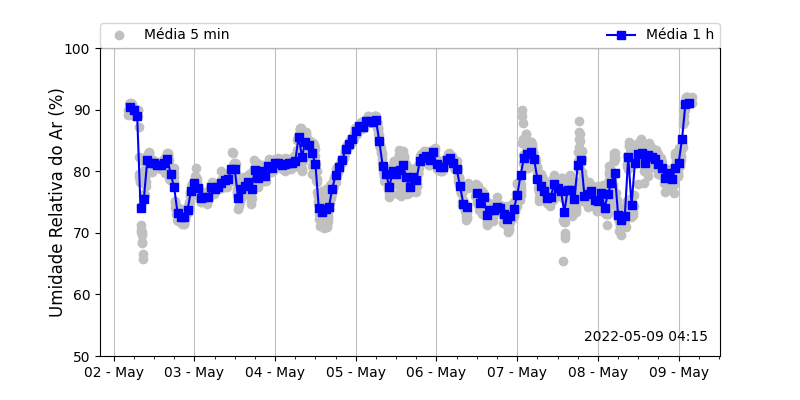 Média 5 min
Média 1 h
100
90
80
70
60
50
Umidade Relativa do Ar (%)
2022-05-09 04:15
02 - May
03 - May
04 - May
05 - May
06 - May
07 - May
08 - May
09 - May